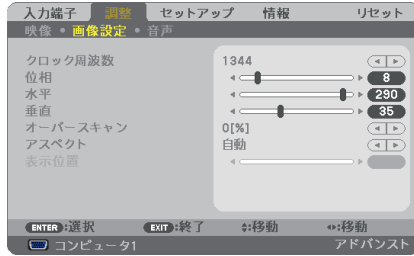 入力端子 調整 セットアップ 情報 リセット
映像 • 画像設定 • 音声
クロック周波数 1344
位相 8
水平 290
垂直 35
オーバースキャン 0[%]
アスペクト 自動
表示位置
ENTER:選択 EXIT:終了 :移動 :移動
コンピュータ1 アドバンスト